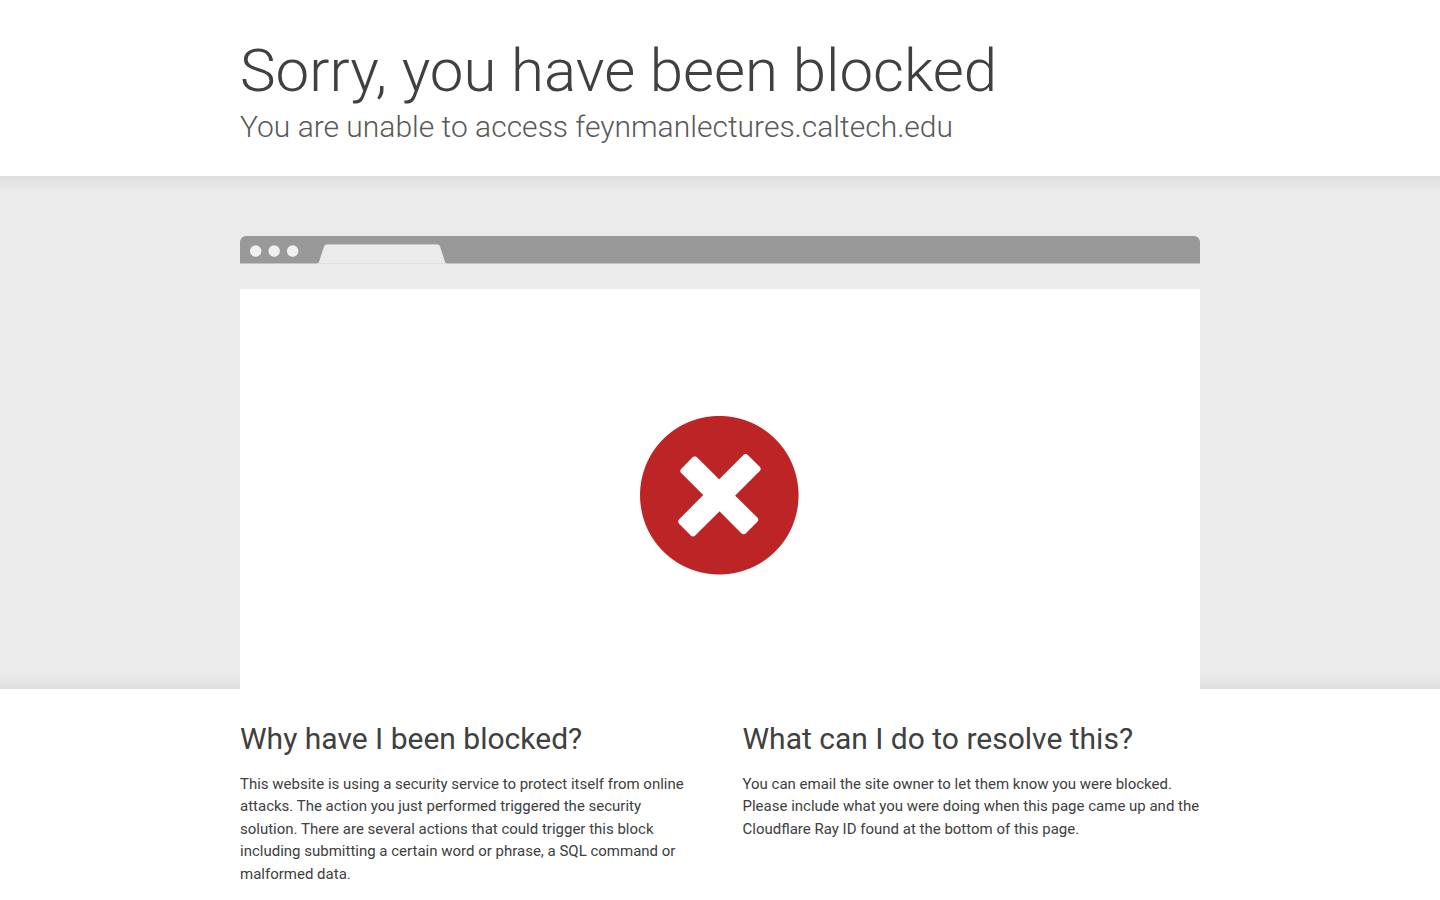 Sorry, you have been blocked
You are unable to access feynmanlectures.caltech.edu
Why have I been blocked?
This website is using a security service to protect itself from online
attacks. The action you just performed triggered the security
solution. There are several actions that could trigger this block
including submitting a certain word or phrase, a SQL command or
malformed data.
What can I do to resolve this?
You can email the site owner to let them know you were blocked.
Please include what you were doing when this page came up and the
Cloudflare Ray ID found at the bottom of this page.